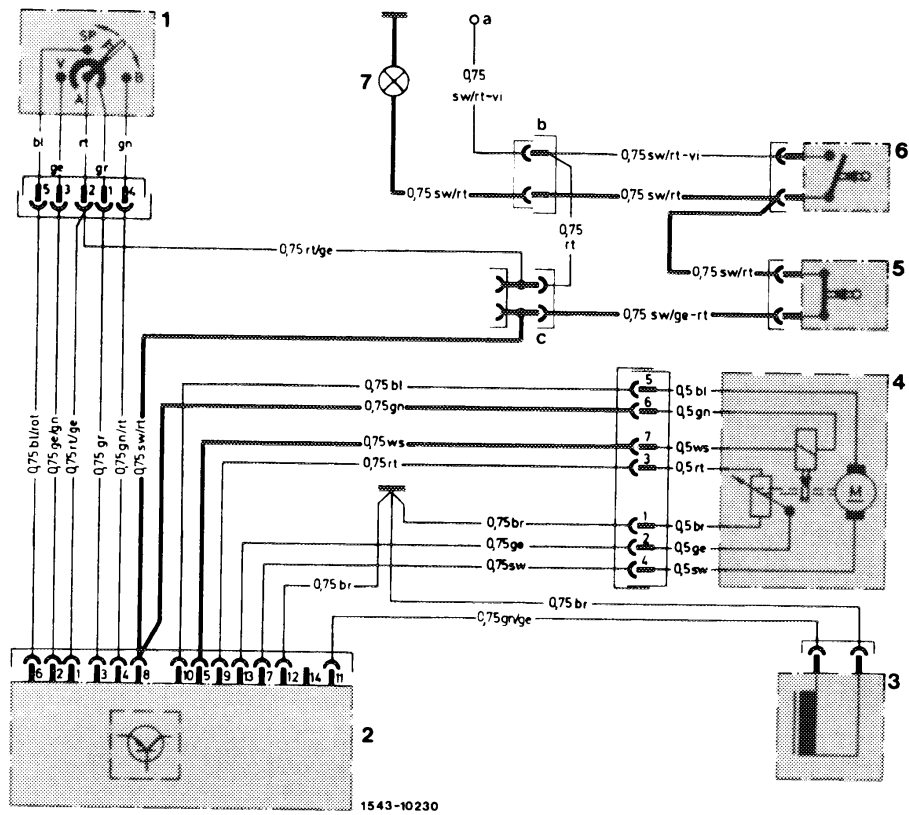 1
SP
V
A
A
B
bl
ge
rt
gr
gn
5 3 2 1 4
7
a
0,75
sw/rt-vi
b
0,75 sw/rt-vi
6
0,75 sw/rt
0,75 sw/rt
0,75
rt
0,75 rt/ge
0,75 sw/rt
5
c
0,75 sw/ge-rt
0,75 bl/rot
0,75 ge/gn
0,75 rt/ge
0,75 gr
0,75 gn/rt
0,75 sw/rt
0,75 bl
5
0,5 bl
4
0,75 gn
6
0,5 gn
0,75 ws
7
0,5 ws
0,75 rt
3
0,5 rt
M
0,75 br
1
0,5 br
0,75 ge
2
0,5 ge
0,75 sw
4
0,5 sw
0,75 br
0,75 br
0,75 gn/ge
6 2 1 3 4 8 10 5 9 13 7 12 14 11
3
2
1543-10230